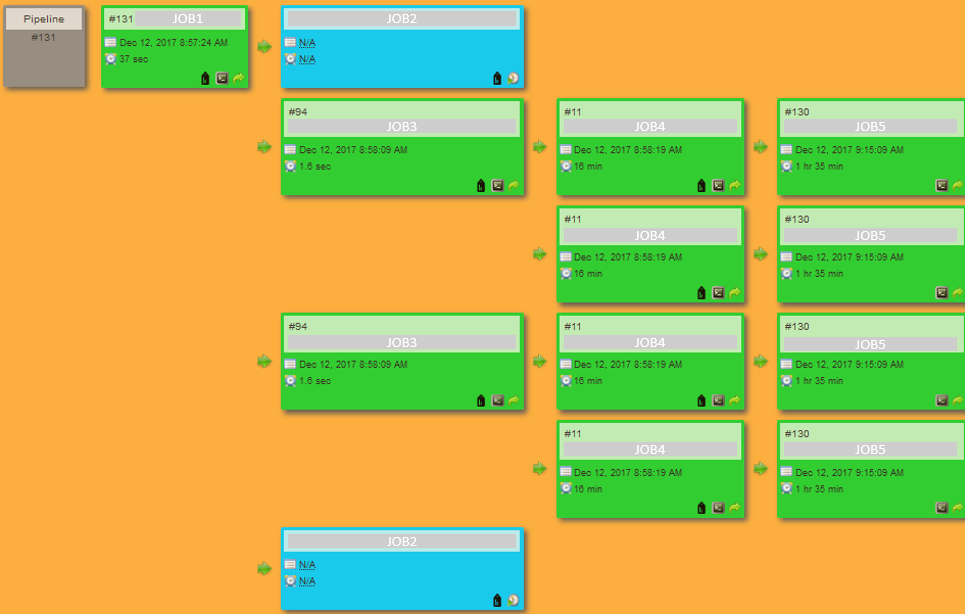 Pipeline
#131
#131 JOB1
Dec 12, 2017 8:57:24 AM
37 sec
JOB2
N/A
N/A
#94
JOB3
Dec 12, 2017 8:58:09 AM
1.6 sec
#11
JOB4
Dec 12, 2017 8:58:19 AM
16 min
#130
JOB5
Dec 12, 2017 9:15:09 AM
1 hr 35 min
#11
JOB4
Dec 12, 2017 8:58:19 AM
16 min
#130
JOB5
Dec 12, 2017 9:15:09 AM
1 hr 35 min
#94
JOB3
Dec 12, 2017 8:58:09 AM
1.6 sec
#11
JOB4
Dec 12, 2017 8:58:19 AM
16 min
#130
JOB5
Dec 12, 2017 9:15:09 AM
1 hr 35 min
#11
JOB4
Dec 12, 2017 8:58:19 AM
16 min
#130
JOB5
Dec 12, 2017 9:15:09 AM
1 hr 35 min
JOB2
N/A
N/A